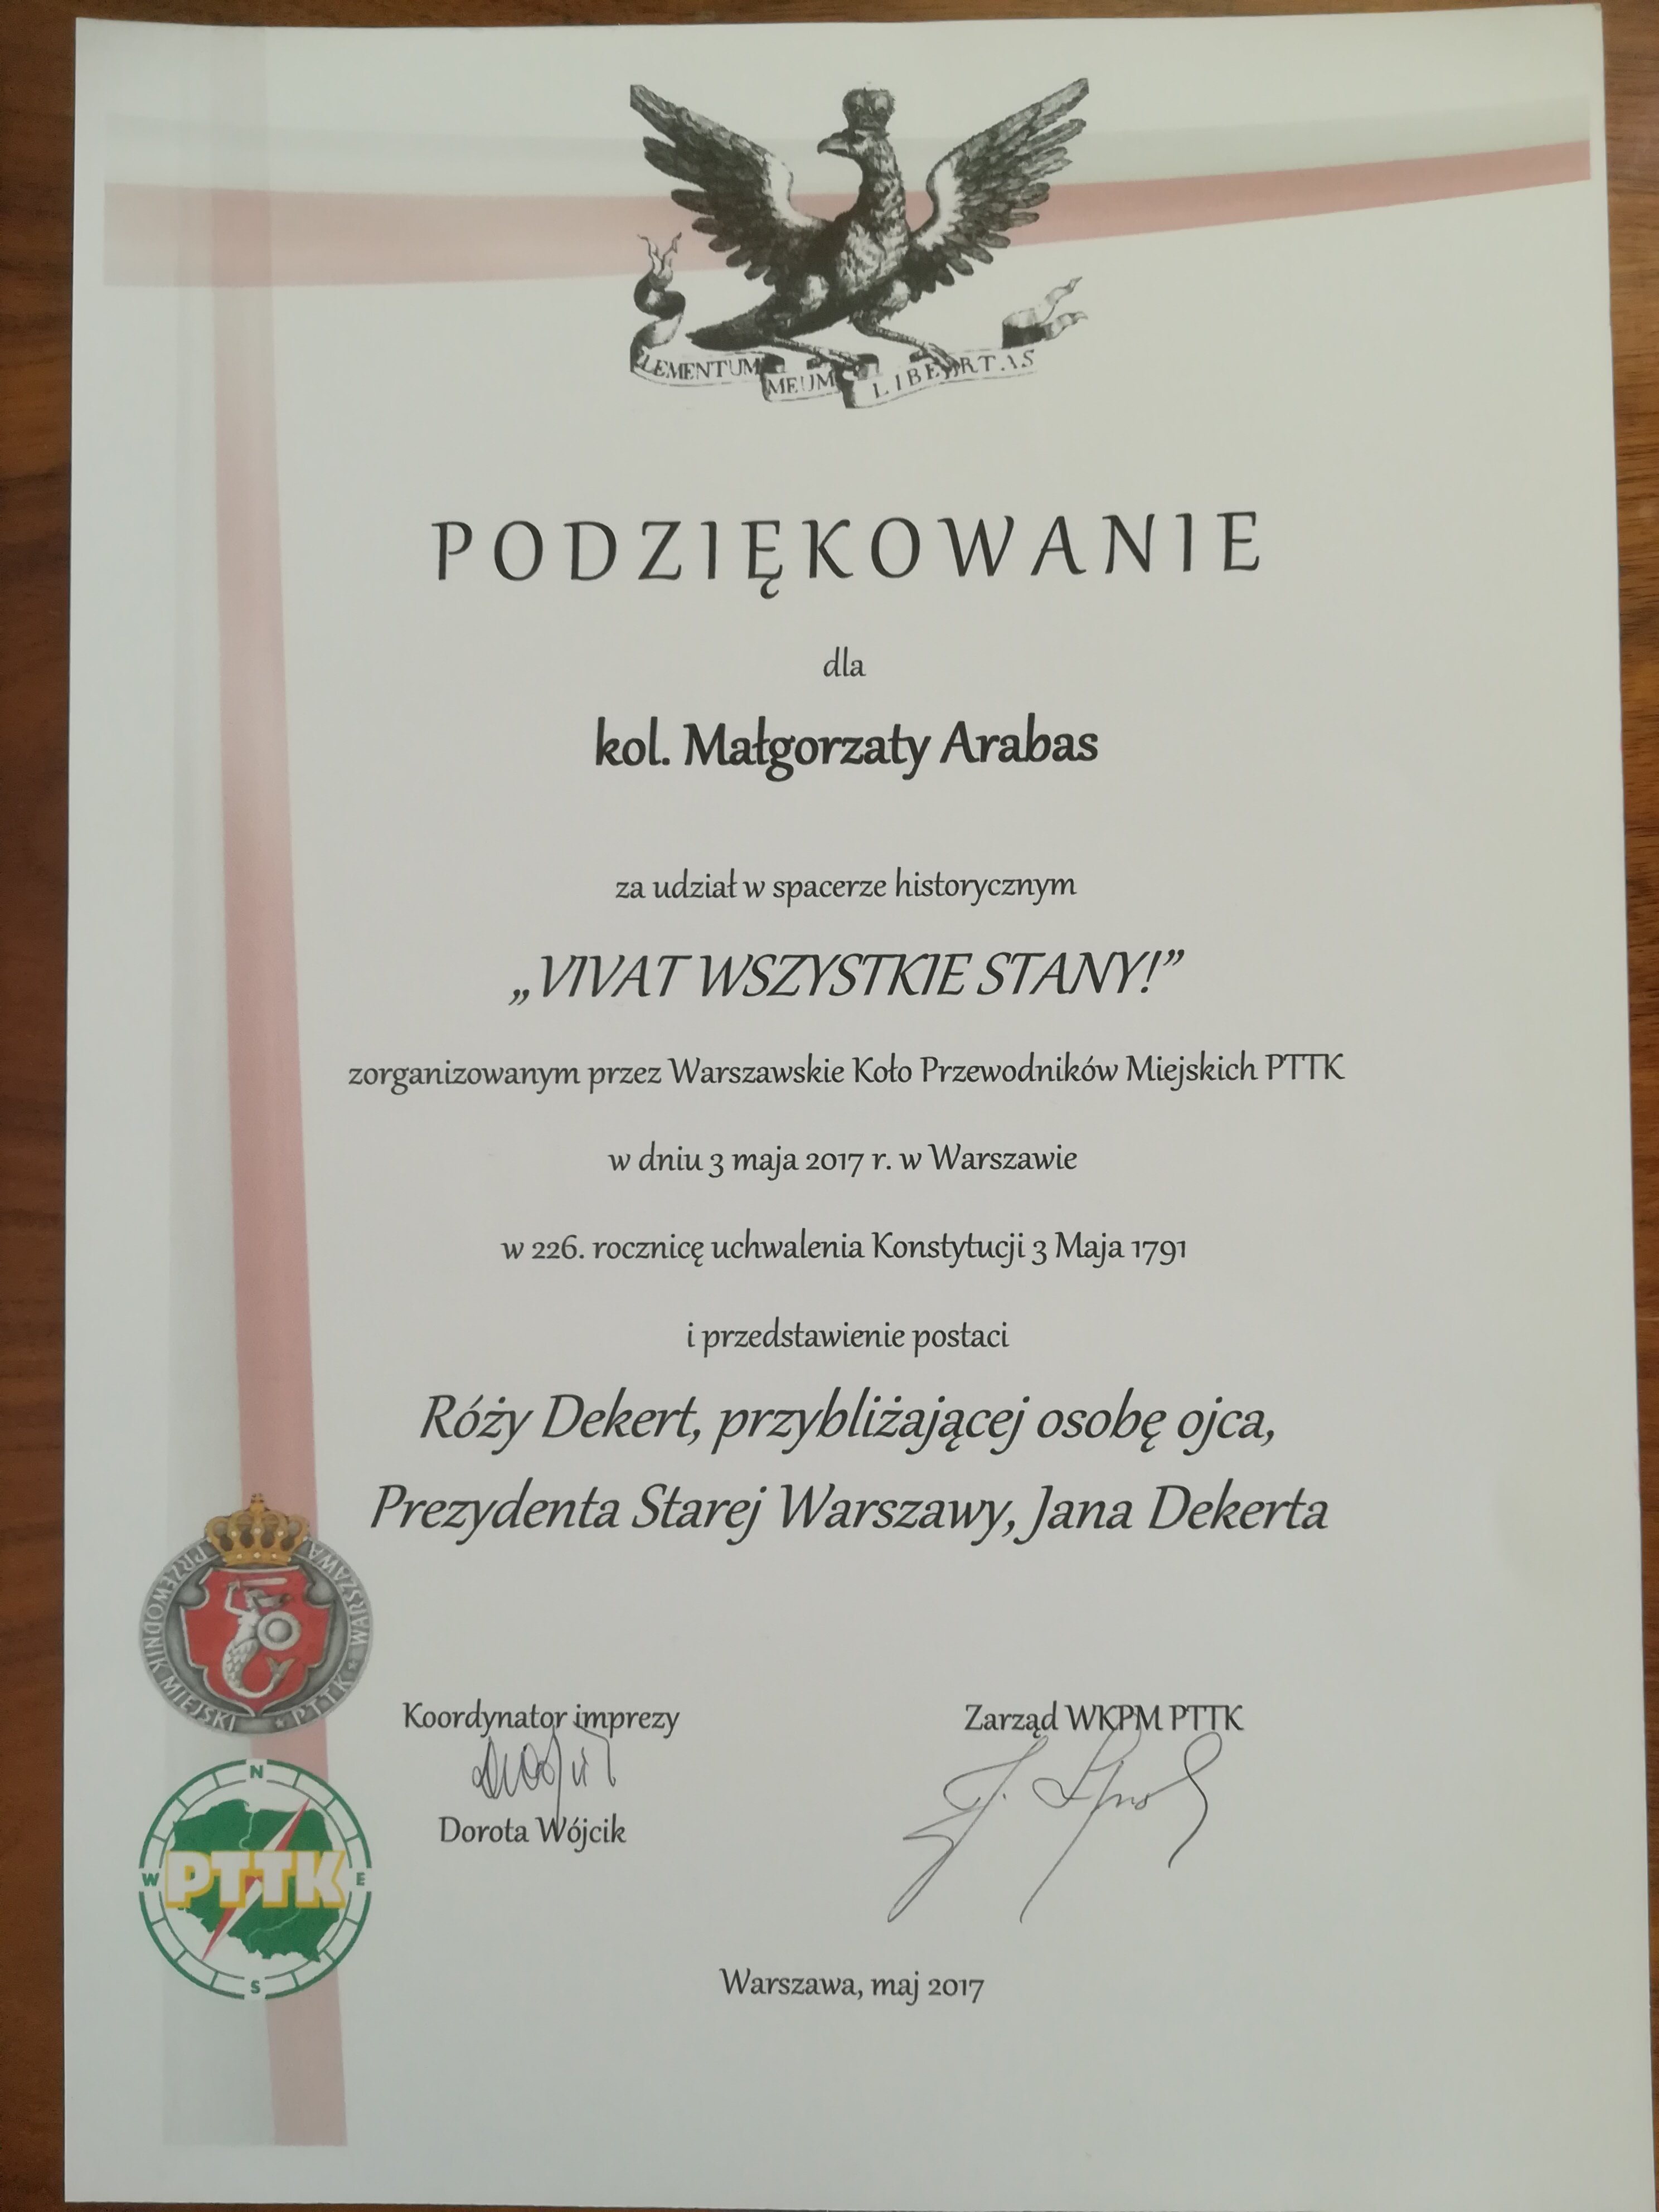 ELEMENTUM MEUM LIBERTAS
PODZIĘKOWANIE
dla
kol. Małgorzaty Arabas
za udział w spacerze historycznym
„VIVAT WSZYSTKIE STANY!”
zorganizowanym przez Warszawskie Koło Przewodników Miejskich PTTK
w dniu 3 maja 2017 r. w Warszawie
w 226. rocznicę uchwalenia Konstytucji 3 Maja 1791
i przedstawienie postaci
Róży Dekert, przybliżającej osobę ojca,
Prezydenta Starej Warszawy, Jana Dekerta
PRZEWODNIK MIEJSKI * PTTK * WARSZAWA
Koordynator imprezy
Dorota Wójcik
Zarząd WKPM PTTK
N
W PTTK E
S
Warszawa, maj 2017